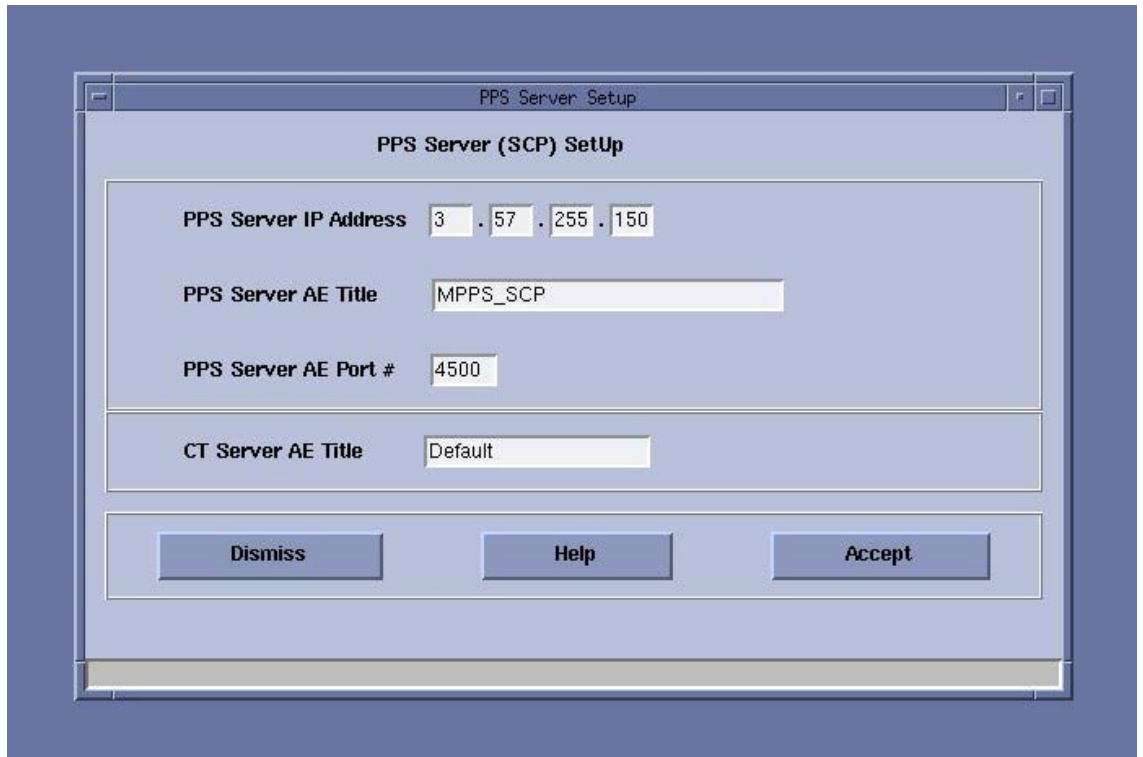 PPS Server Setup
PPS Server (SCP) SetUp
PPS Server IP Address 3 . 57 . 255 . 150
PPS Server AE Title MPPS_SCP
PPS Server AE Port # 4500
CT Server AE Title Default
Dismiss Help Accept